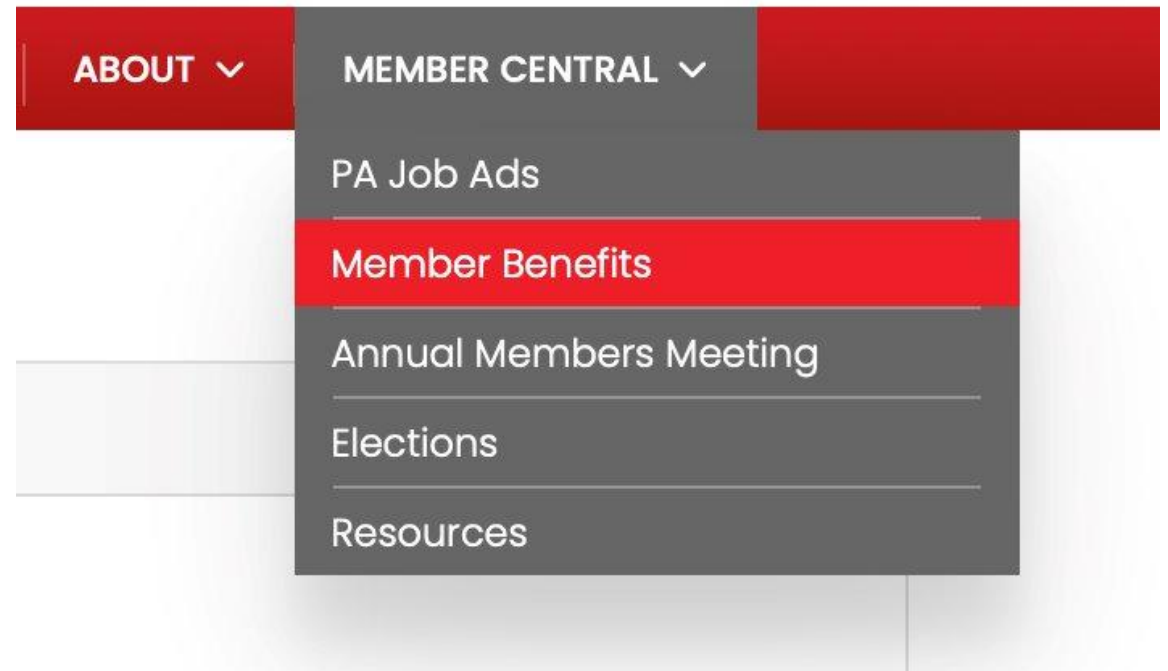 ABOUT MEMBER CENTRAL
PA Job Ads
Member Benefits
Annual Members Meeting
Elections
Resources